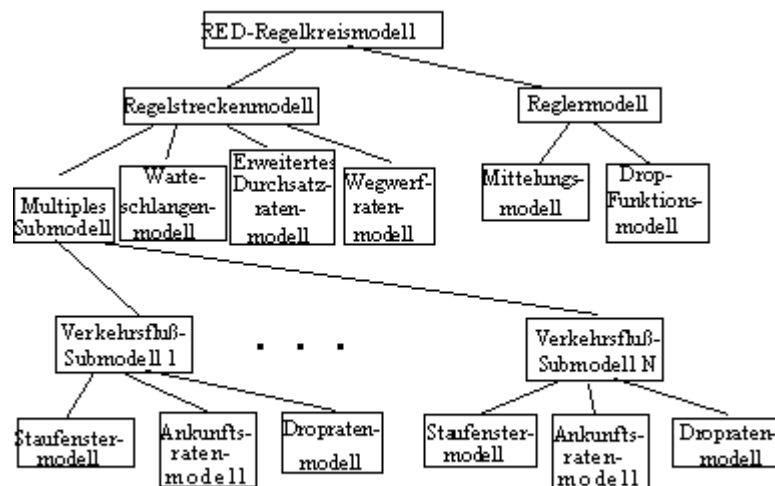 RED-Regelkreismodell
Regelstreckenmodell
Reglermodell
Multiples
Submodell
Warte-
schlangen-
modell
Erweitertes
Durchsatz-
raten-
modell
Wegwerf-
raten-
modell
Mittelungs-
modell
Drop-
Funktions-
modell
Verkehrsfluß-
Submodell 1
. . .
Verkehrsfluß-
Submodell N
Staufenster-
modell
Ankunfts-
raten-
modell
Dropraten-
modell
Staufenster-
modell
Ankunfts-
raten-
modell
Dropraten-
modell